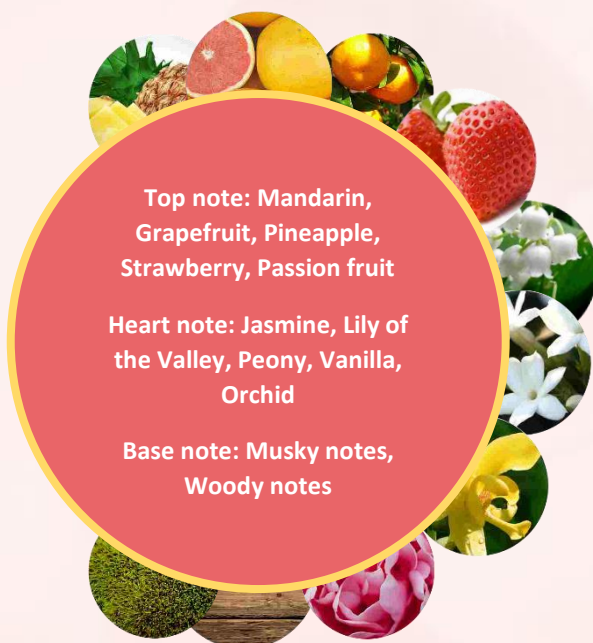 Top note: Mandarin,
Grapefruit, Pineapple,
Strawberry, Passion fruit
Heart note: Jasmine, Lily of
the Valley, Peony, Vanilla,
Orchid
Base note: Musky notes,
Woody notes